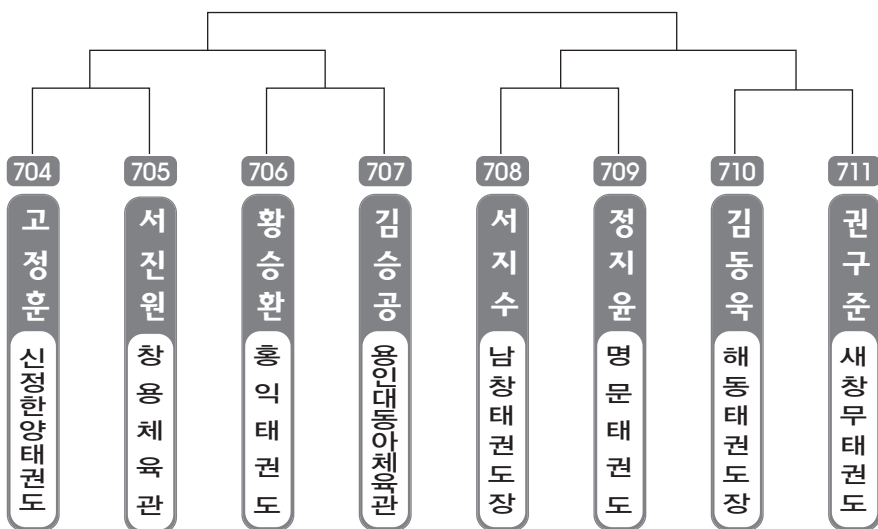 704
고정훈
신정한양태권도
705
서진원
창용체육관
706
황승환
홍익태권도
707
김승공
용인대동아체육관
708
서지수
남창태권도장
709
정지윤
명문태권도
710
김동욱
해동태권도장
711
권구준
새창무태권도